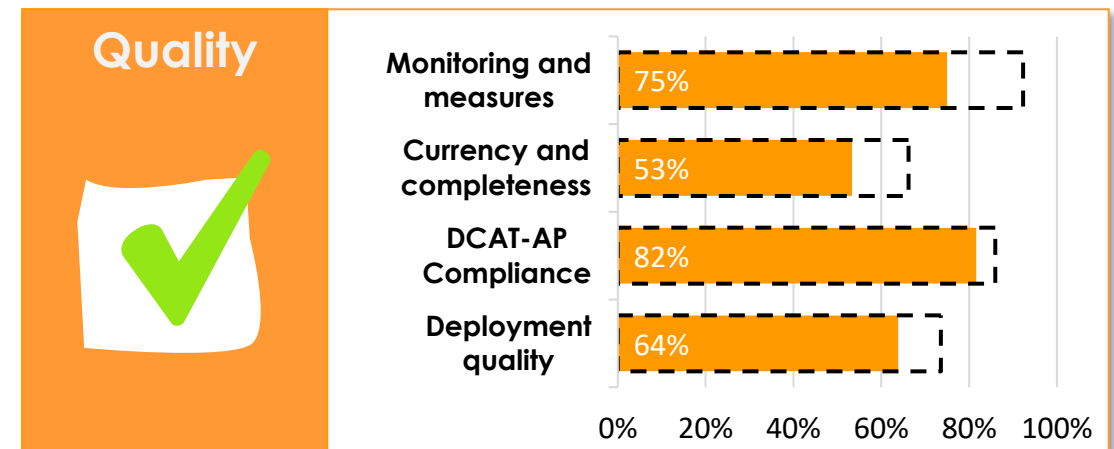 Quality
Monitoring and
measures
75%
Currency and
completeness
53%
DCAT-AP
Compliance
82%
Deployment
quality
64%
0% 20% 40% 60% 80% 100%